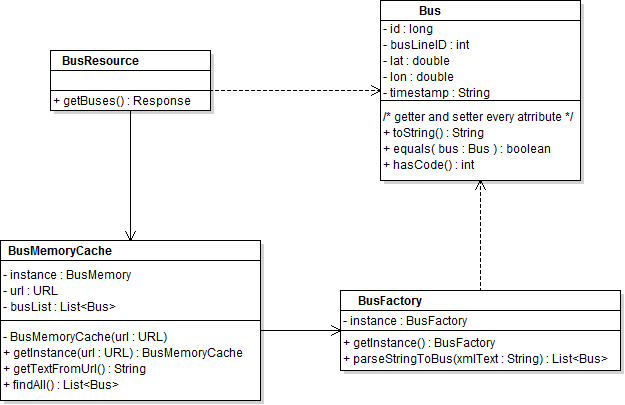 Bus
- id : long
- busLineID : int
- lat : double
- lon : double
- timestamp : String
/* getter and setter every atrribute */
+ toString() : String
+ equals( bus : Bus ) : boolean
+ hasCode() : int
BusResource
+ getBuses() : Response
BusMemoryCache
- instance : BusMemory
- url : URL
- busList : List<Bus>
- BusMemoryCache(url : URL)
+ getInstance(url : URL) : BusMemoryCache
+ getTextFromUrl() : String
+ findAll() : List<Bus>
BusFactory
- instance : BusFactory
+ getInstance() : BusFactory
+ parseStringToBus(xmlText : String) : List<Bus>